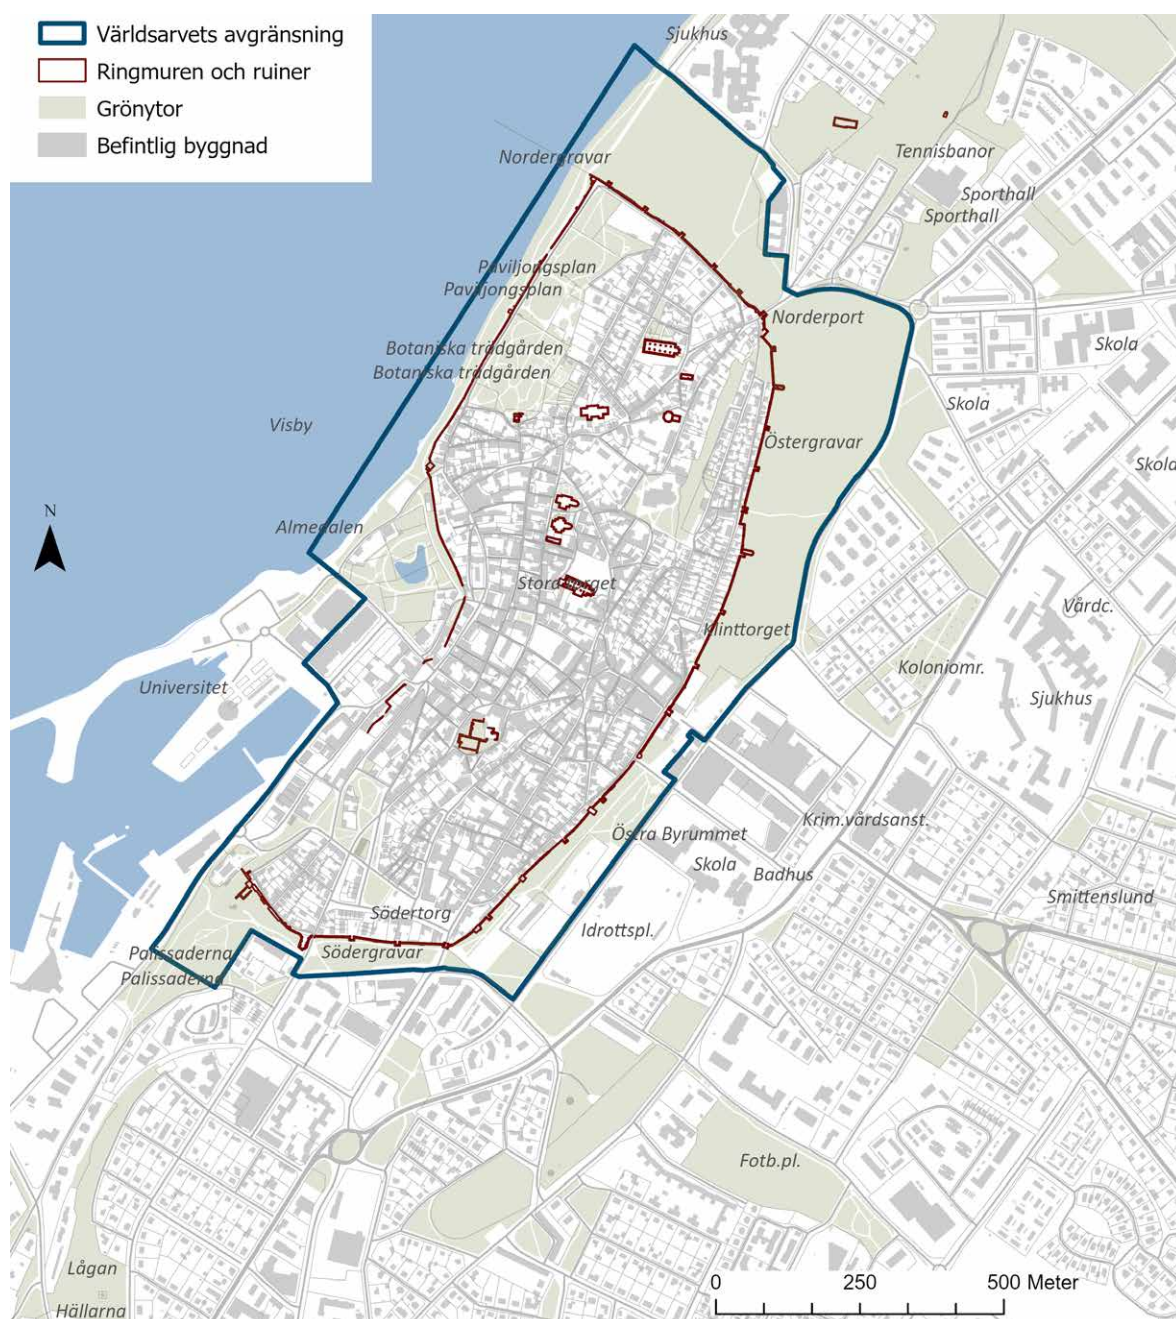 Världsarvets avgränsning
Ringmuren och ruiner
Grönytor
Befintlig byggnad
Sjukhus
Nordergravar
Tennisbanor
Sporthall
Sporthall
Paviljongsplan
Paviljongsplan
Norderport
Botaniska trädgården
Botaniska trädgården
Skola
Skola
Visby
Östergravar
Skola
N
Almedalen
Stora torget
Vårdc.
Klinttorget
Koloniomr.
Universitet
Sjukhus
Östra Byrummet
Krim.vårdsanst.
Skola
Badhus
Smittenslund
Södertorg
Idrottspl.
Palissaderna
Södergravar
Palissaderna
Fotb.pl.
Lågan
Hällarna
0 250 500 Meter